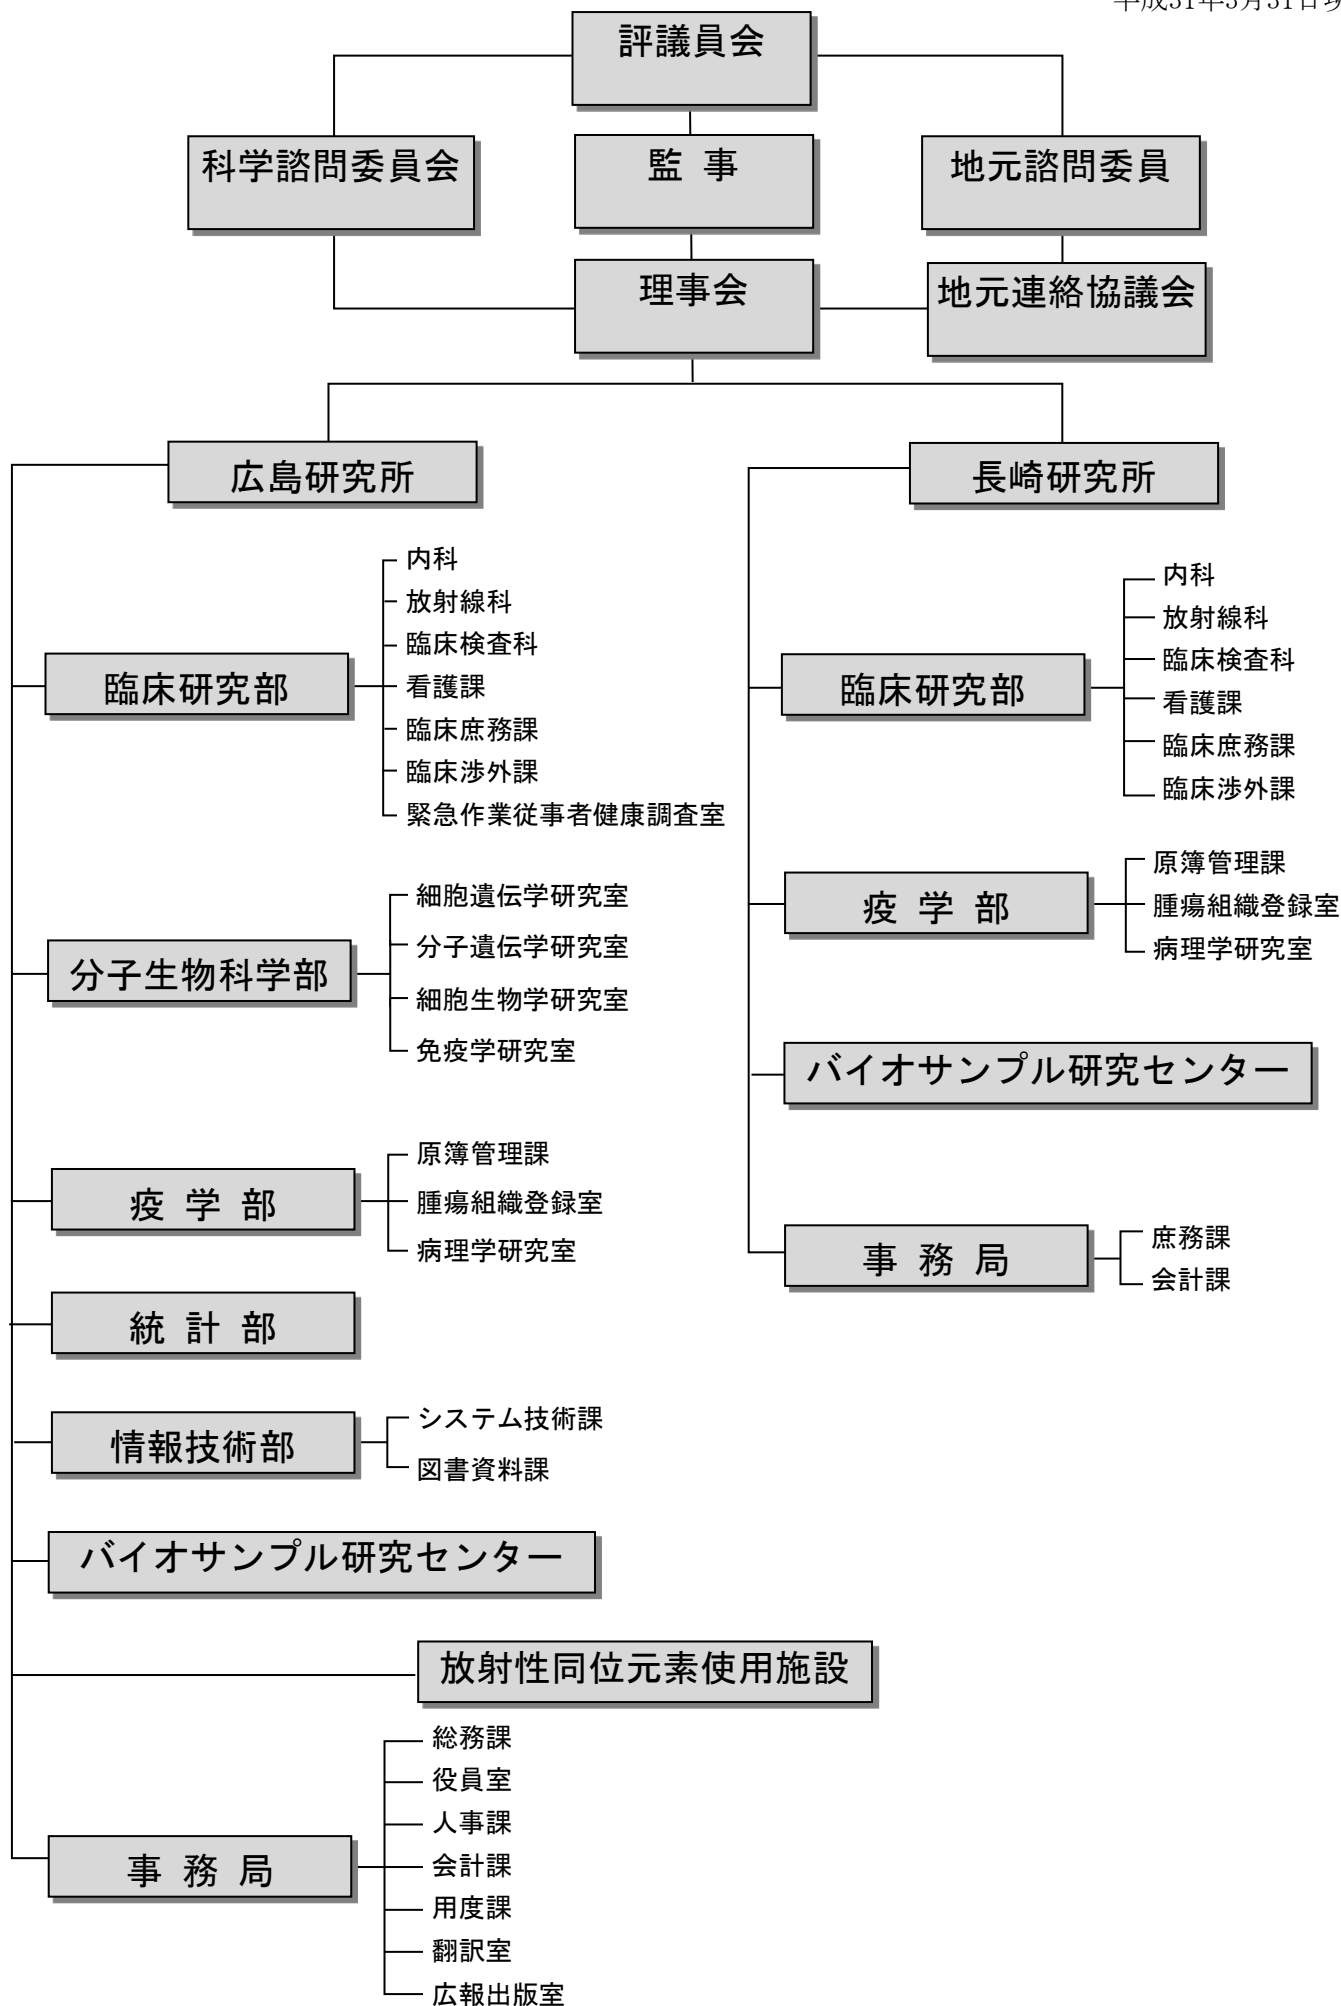 平成31年3月31日現
評議員会
科学諮問委員会
監 事
地元諮問委員
理事会
地元連絡協議会
広島研究所
臨床研究部
内科
放射線科
臨床検査科
看護課
臨床庶務課
臨床渉外課
緊急作業従事者健康調査室
分子生物科学部
細胞遺伝学研究室
分子遺伝学研究室
細胞生物学研究室
免疫学研究室
疫 学 部
原簿管理課
腫瘍組織登録室
病理学研究室
統 計 部
情報技術部
システム技術課
図書資料課
バイオサンプル研究センター
放射性同位元素使用施設
事 務 局
総務課
役員室
人事課
会計課
用度課
翻訳室
広報出版室
長崎研究所
臨床研究部
内科
放射線科
臨床検査科
看護課
臨床庶務課
臨床渉外課
疫 学 部
原簿管理課
腫瘍組織登録室
病理学研究室
バイオサンプル研究センター
事 務 局
庶務課
会計課